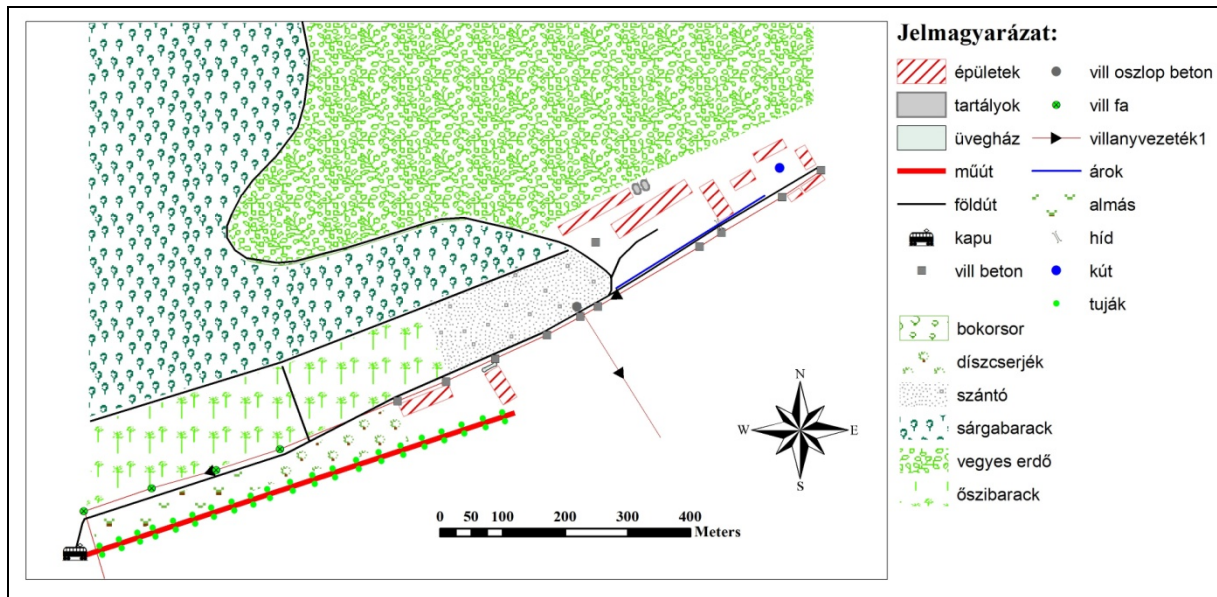 Jelmagyarázat:
épületek
tartályok
üvegház
műút
földút
kapu
vill beton
vill oszlop beton
vill fa
villanyvezeték1
árok
almás
híd
kút
tuják
bokorsor
díszcserjék
szántó
sárgabarack
vegyes erdő
őszibarack
N
W
E
S
0 50 100 200 300 400
Meters